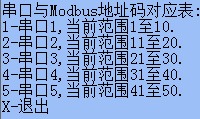 串口与Modbus地址码对应表:
1-串口1,当前范围1至10.
2-串口2,当前范围11至20.
3-串口3,当前范围21至30.
4-串口4,当前范围31至40.
5-串口5,当前范围41至50.
X-退出